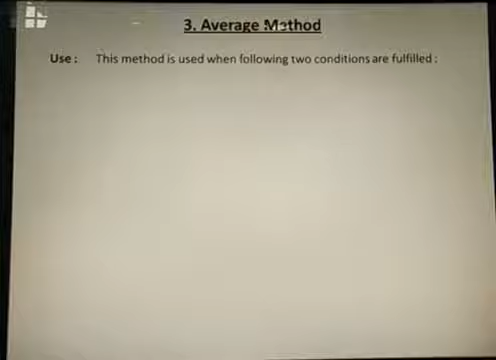 3. Average Method
Use : This method is used when following two conditions are fulfilled :